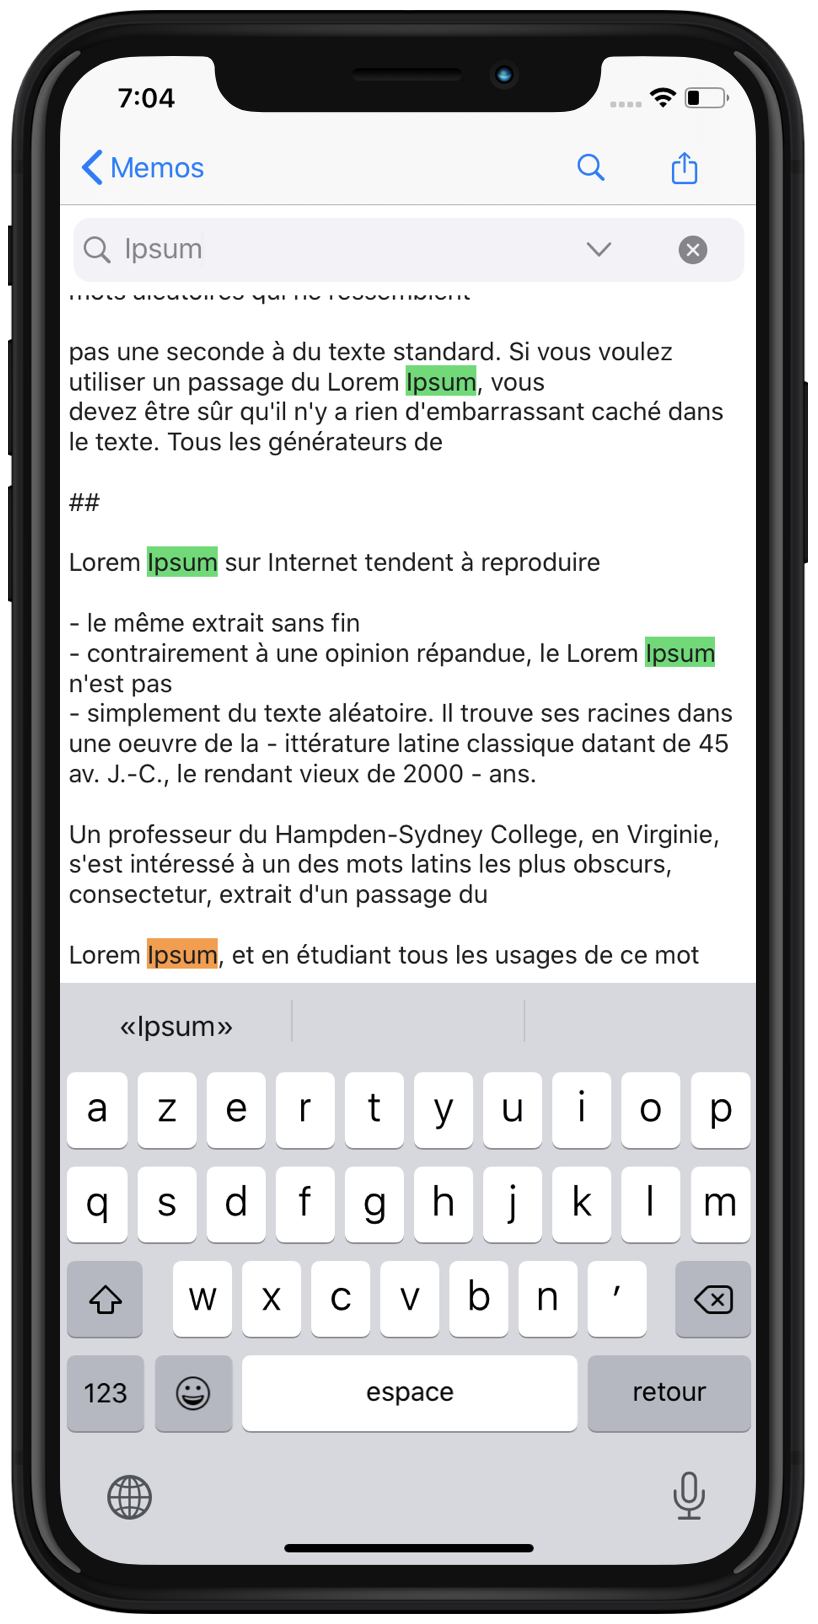 7:04
Memos
Ipsum
mots aléatoires qui ne ressemblent
pas une seconde à du texte standard. Si vous voulez
utiliser un passage du Lorem Ipsum, vous
devez être sûr qu'il n'y a rien d'embarrassant caché dans
le texte. Tous les générateurs de
##
Lorem Ipsum sur Internet tendent à reproduire
- le même extrait sans fin
- contrairement à une opinion répandue, le Lorem Ipsum
n'est pas
- simplement du texte aléatoire. Il trouve ses racines dans
une oeuvre de la - ittérature latine classique datant de 45
av. J.-C., le rendant vieux de 2000 - ans.
Un professeur du Hampden-Sydney College, en Virginie,
s'est intéressé à un des mots latins les plus obscurs,
consectetur, extrait d'un passage du
Lorem Ipsum, et en étudiant tous les usages de ce mot
«Ipsum»
a z e r t y u i o p
q s d f g h j k l m
w x c v b n ′
123 espace retour